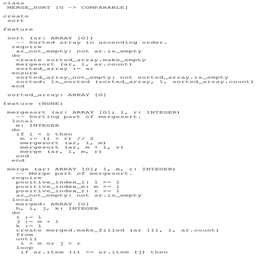 class
MERGE_SORT [G -> COMPARABLE]
create
sort
feature
sort (ar: ARRAY [G])
-- Sorted array in ascending order.
require
ar_not_empty: not ar.is_empty
do
create sorted_array.make_empty
mergesort (ar, 1, ar.count)
sorted_array := ar
ensure
sorted_array_not_empty: not sorted_array.is_empty
sorted: is_sorted (sorted_array, 1, sorted_array.count)
end
sorted_array: ARRAY [G]
feature {NONE}
mergesort (ar: ARRAY [G]; l, r: INTEGER)
-- Sorting part of mergesort.
local
m: INTEGER
do
if l < r then
m := (l + r) // 2
mergesort (ar, l, m)
mergesort (ar, m + 1, r)
merge (ar, l, m, r)
end
end
merge (ar: ARRAY [G]; l, m, r: INTEGER)
-- Merge part of mergesort.
require
positive_index_l: l >= 1
positive_index_m: m >= 1
positive_index_r: r >= 1
ar_not_empty: not ar.is_empty
local
merged: ARRAY [G]
h, i, j, k: INTEGER
do
i := l
j := m + 1
k := l
create merged.make_filled (ar [1], 1, ar.count)
from
until
i > m or j > r
loop
if ar.item (i) <= ar.item (j) then